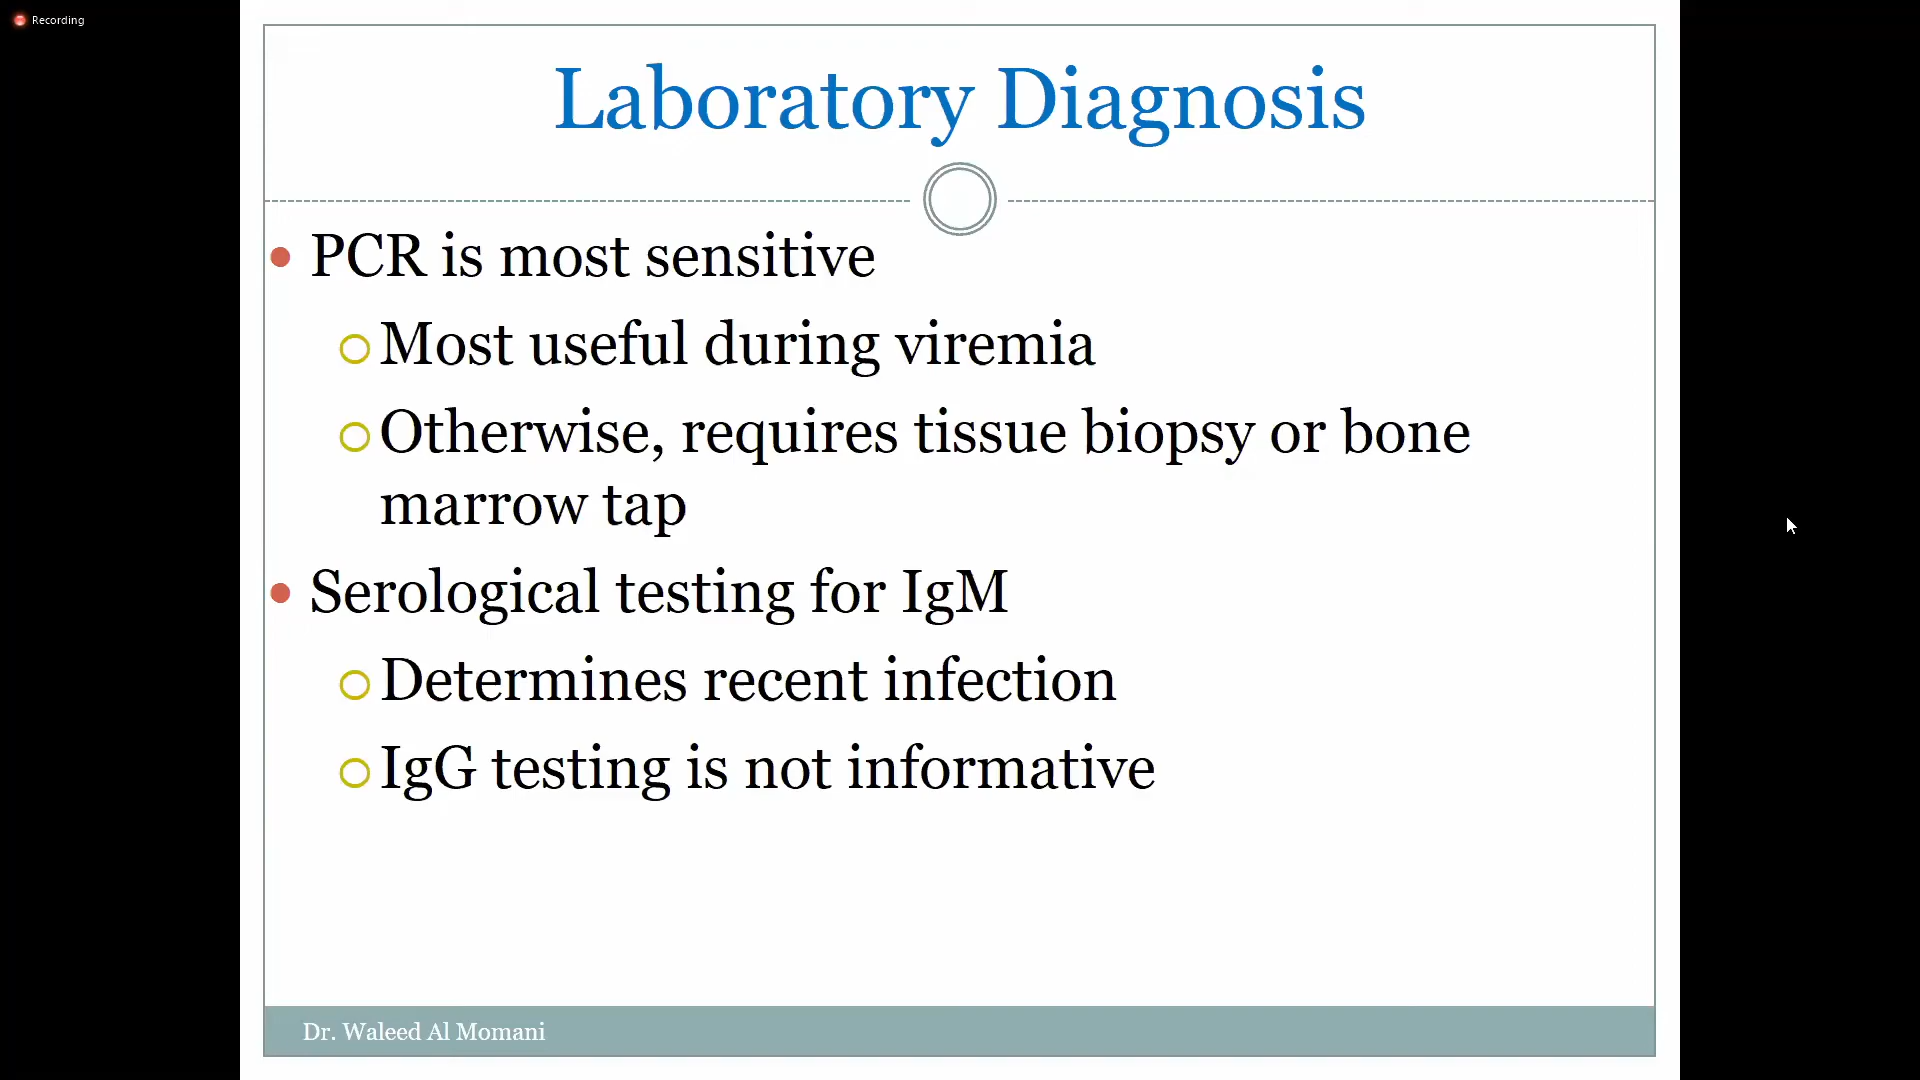 Recording
Laboratory Diagnosis
PCR is most sensitive
Most useful during viremia
Otherwise, requires tissue biopsy or bone
marrow tap
Serological testing for IgM
Determines recent infection
IgG testing is not informative
Dr. Waleed Al Momani